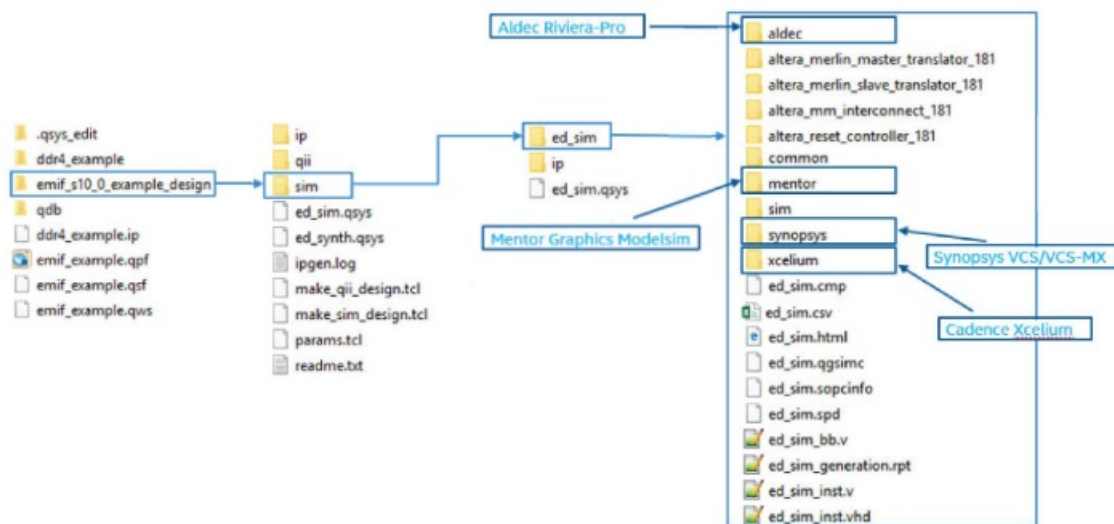 .qsys_edit
ddr4_example
emif_s10_0_example_design
qdb
ddr4_example.ip
emif_example.qpf
emif_example.qsf
emif_example.qws
ip
qii
sim
ed_sim.qsys
ed_synth.qsys
ipgen.log
make_qii_design.tcl
make_sim_design.tcl
params.tcl
readme.txt
ed_sim
ip
ed_sim.qsys
Aldec Riviera-Pro
Mentor Graphics Modelsim
aldec
altera_merlin_master_translator_181
altera_merlin_slave_translator_181
altera_mm_interconnect_181
altera_reset_controller_181
common
mentor
sim
synopsys
xcelium
ed_sim.cmp
ed_sim.csv
ed_sim.html
ed_sim.qgsimc
ed_sim.sopcinfo
ed_sim.spd
ed_sim_bb.v
ed_sim_generation.rpt
ed_sim_inst.v
ed_sim_inst.vhd
Synopsys VCS/VCS-MX
Cadence Xcelium